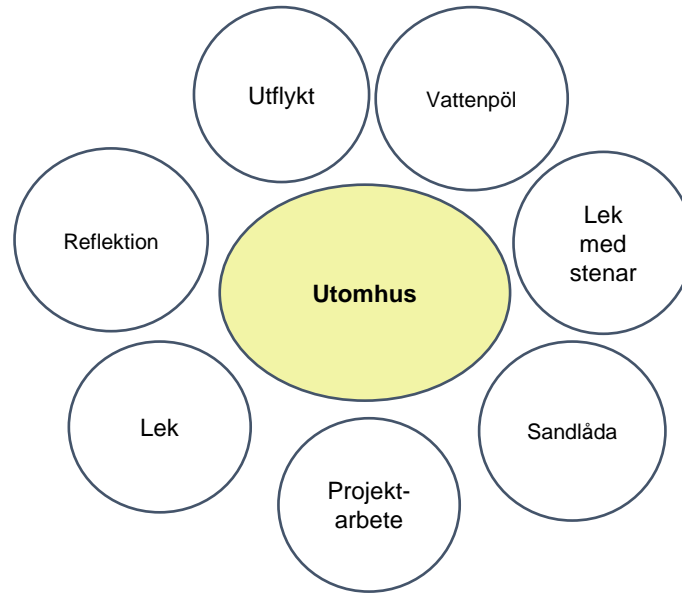 Utflykt
Vattenpöl
Reflektion
Lek
med
stenar
Utomhus
Lek
Sandlåda
Projekt-
arbete